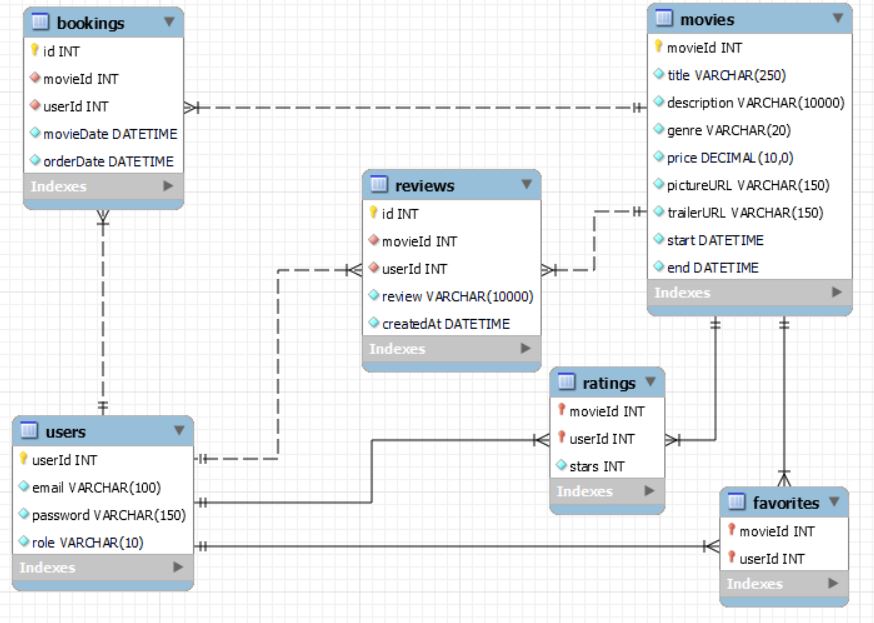 bookings
id INT
movieId INT
userId INT
movieDate DATETIME
orderDate DATETIME
Indexes
movies
movieId INT
title VARCHAR(250)
description VARCHAR(10000)
genre VARCHAR(20)
price DECIMAL(10,0)
pictureURL VARCHAR(150)
trailerURL VARCHAR(150)
start DATETIME
end DATETIME
Indexes
reviews
id INT
movieId INT
userId INT
review VARCHAR(10000)
createdAt DATETIME
Indexes
ratings
movieId INT
userId INT
stars INT
Indexes
users
userId INT
email VARCHAR(100)
password VARCHAR(150)
role VARCHAR(10)
Indexes
favorites
movieId INT
userId INT
Indexes